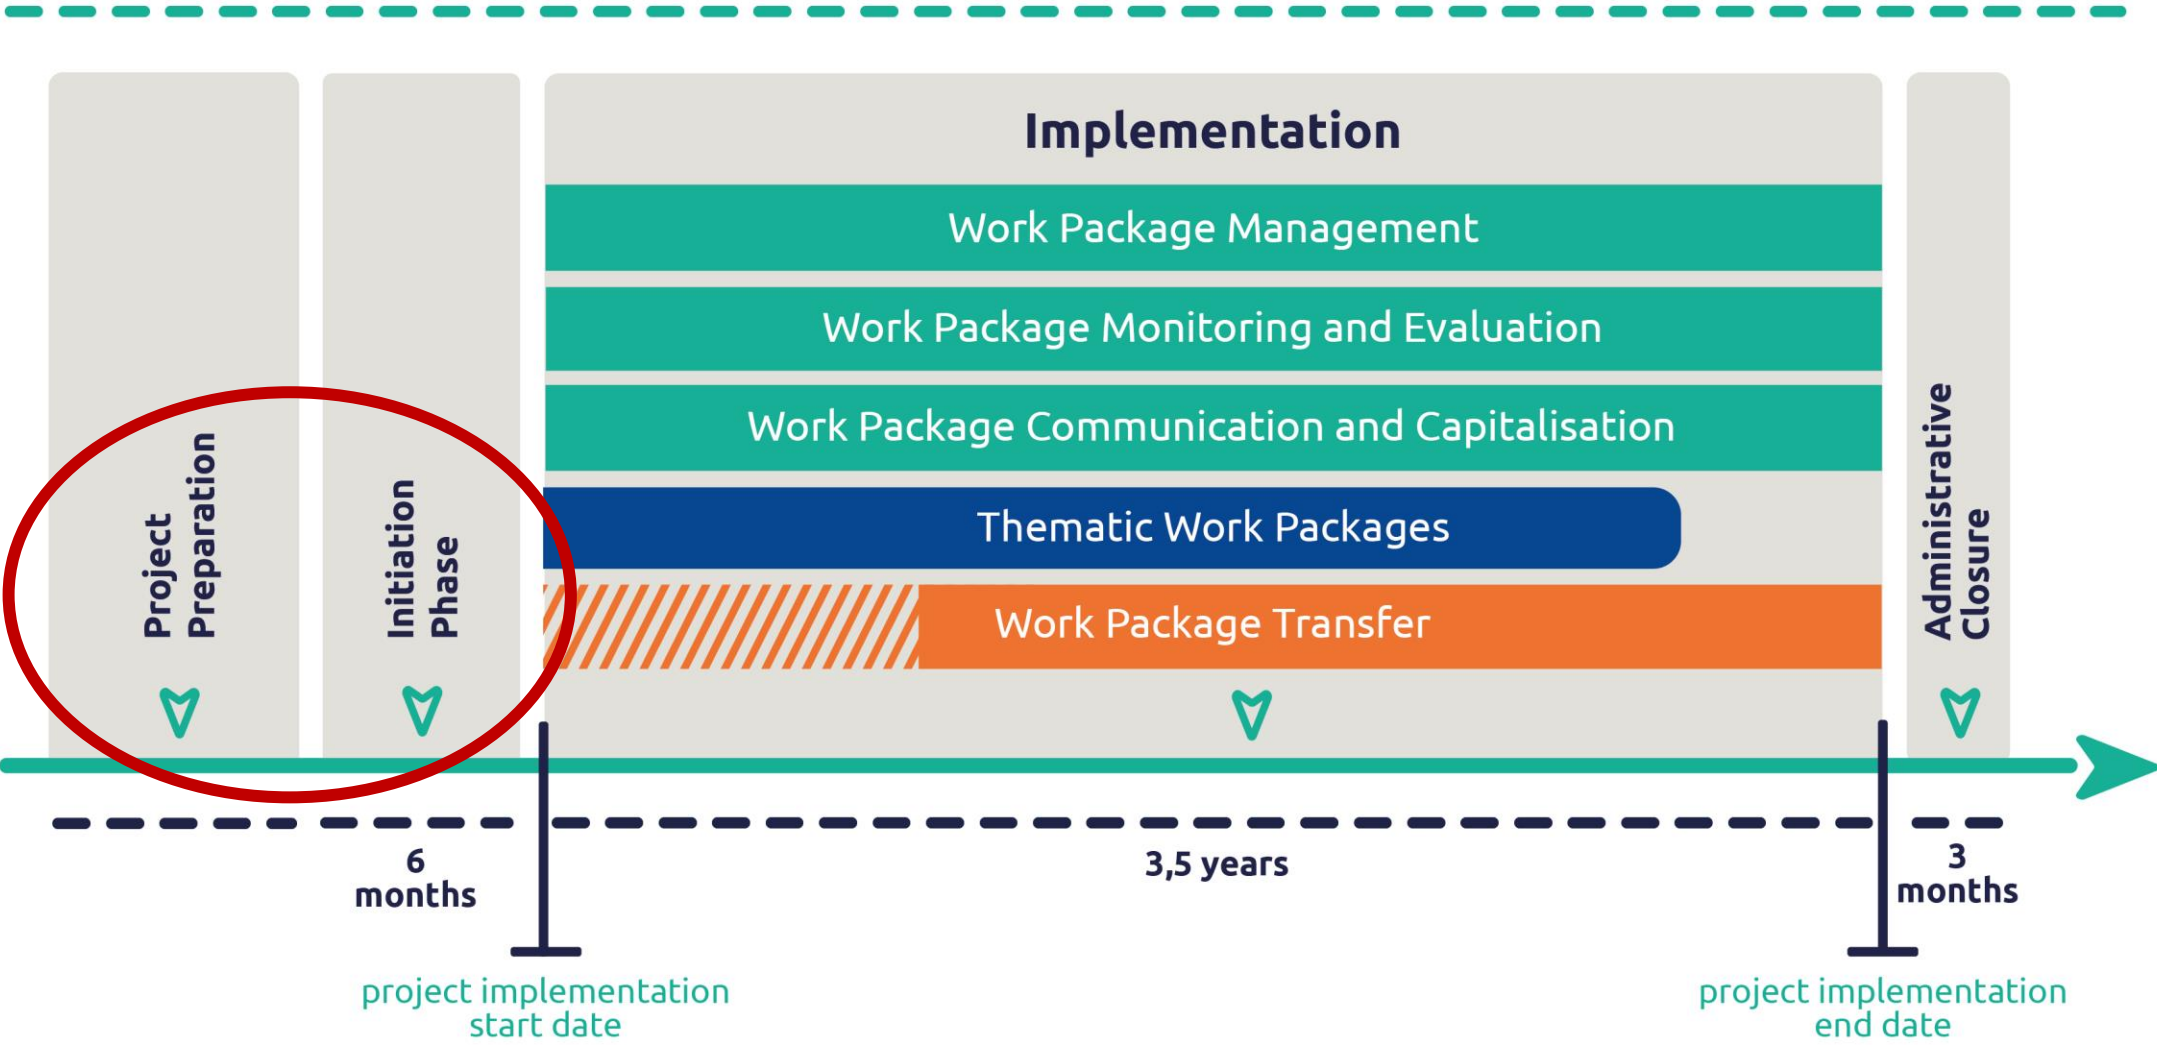 Implementation
Work Package Management
Work Package Monitoring and Evaluation
Work Package Communication and Capitalisation
Thematic Work Packages
Work Package Transfer
Project
Preparation
Initiation
Phase
Administrative
Closure
6
months
3,5 years
3
months
project implementation
start date
project implementation
end date